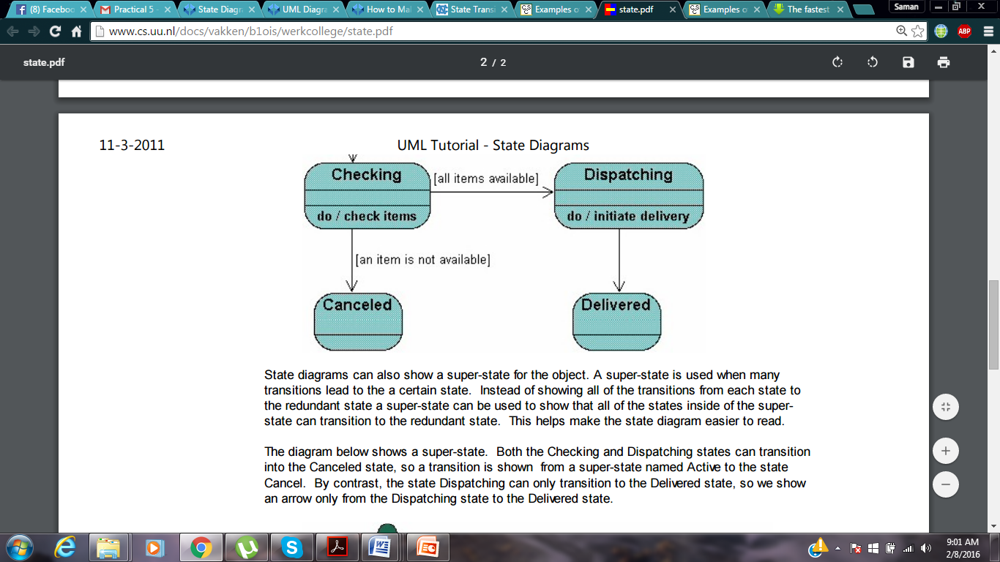 (8) Faceboo
Practical 5 -
State Diagr
UML Diagra
How to Mal
State Transi
Examples o
state.pdf
Examples o
The fastest
Saman
www.cs.uu.nl/docs/vakken/b1ois/werkcollege/state.pdf
ABP
state.pdf
2 / 2
11-3-2011
UML Tutorial - State Diagrams
Checking
[all items available]
Dispatching
do / check items
do / initiate delivery
[an item is not available]
Canceled
Delivered
State diagrams can also show a super-state for the object. A super-state is used when many
transitions lead to the a certain state. Instead of showing all of the transitions from each state to
the redundant state a super-state can be used to show that all of the states inside of the super-
state can transition to the redundant state. This helps make the state diagram easier to read.
The diagram below shows a super-state. Both the Checking and Dispatching states can transition
into the Canceled state, so a transition is shown from a super-state named Active to the state
Cancel. By contrast, the state Dispatching can only transition to the Delivered state, so we show
an arrow only from the Dispatching state to the Delivered state.
9:01 AM
2/8/2016